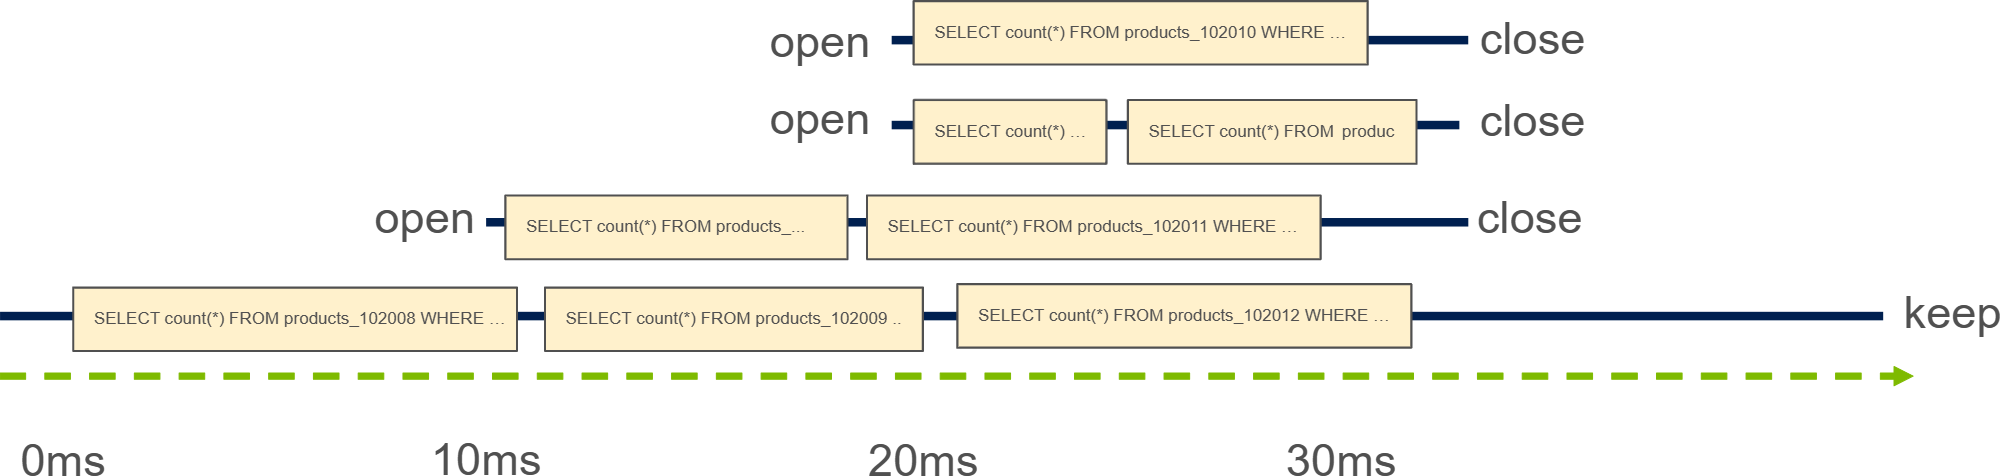 open SELECT count(*) FROM products_102010 WHERE ... close
open SELECT count(*) ... SELECT count(*) FROM produc close
open SELECT count(*) FROM products_... SELECT count(*) FROM products_102011 WHERE ... close
SELECT count(*) FROM products_102008 WHERE ... SELECT count(*) FROM products_102009 .. SELECT count(*) FROM products_102012 WHERE ... keep
0ms 10ms 20ms 30ms